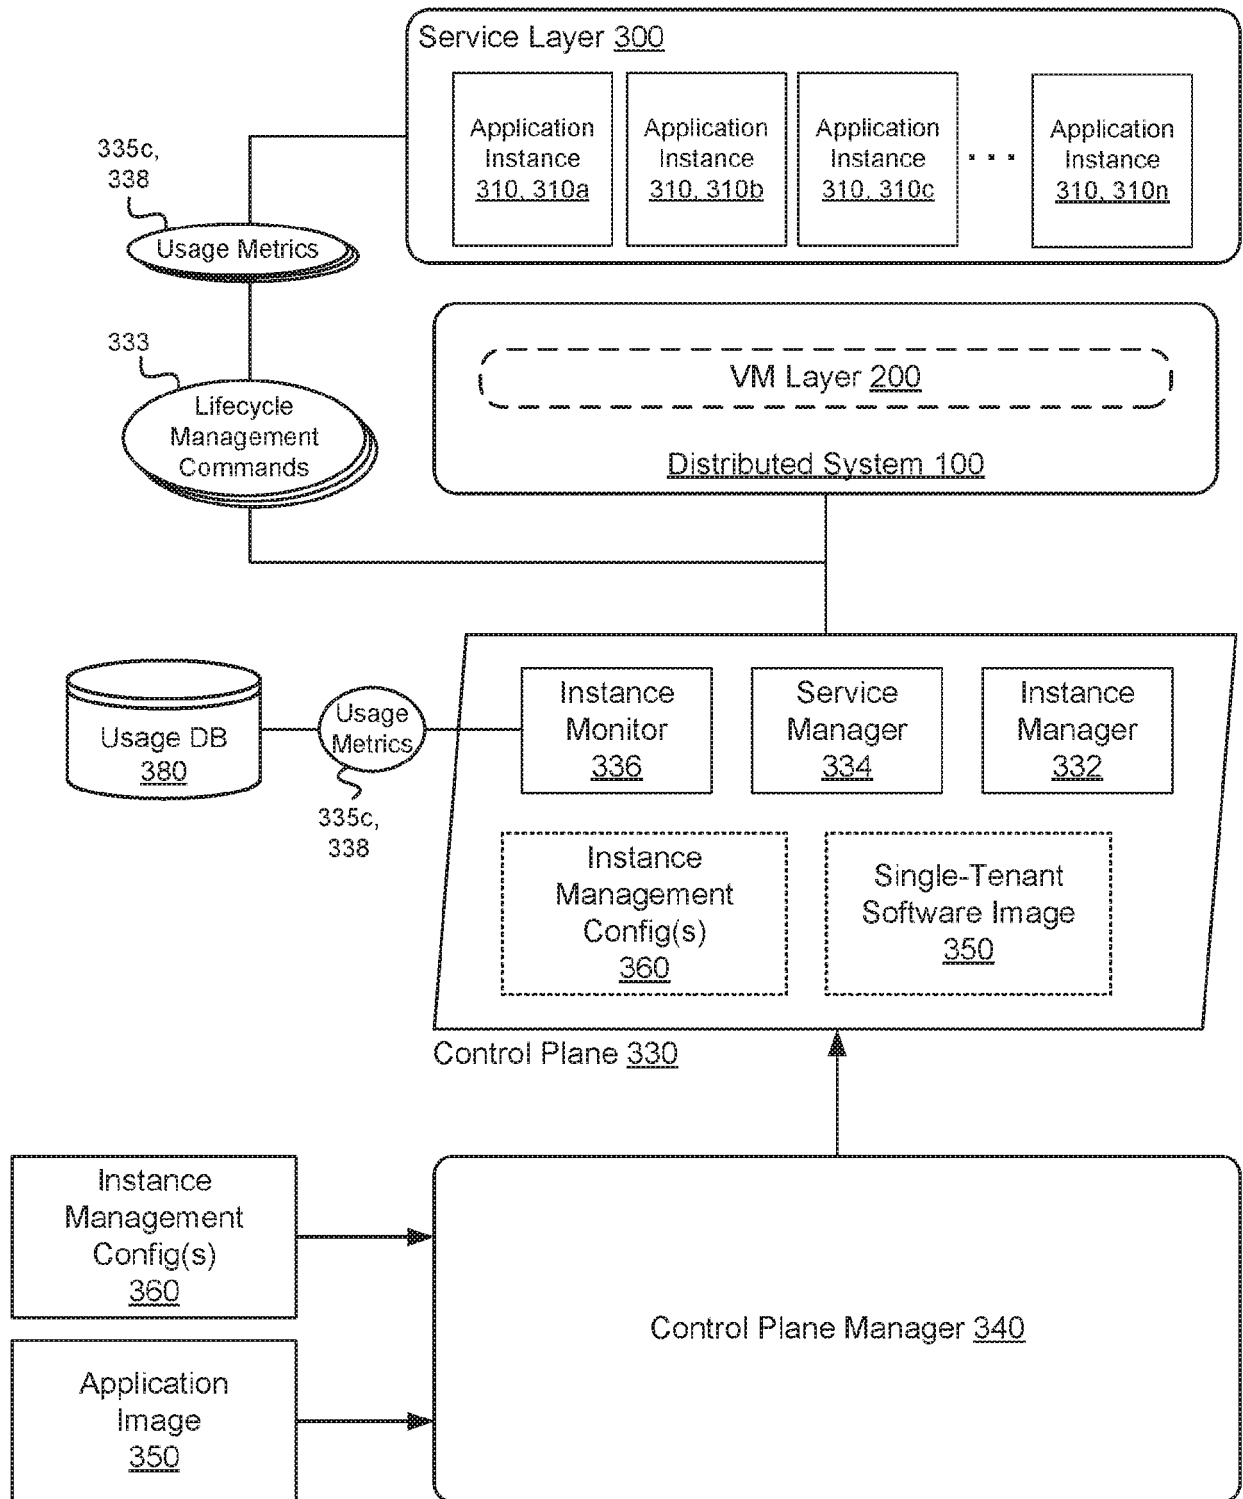 Service Layer 300
Application
Instance
310, 310a
Application
Instance
310, 310b
Application
Instance
310, 310c
. . .
Application
Instance
310, 310n
335c,
338
Usage Metrics
333
Lifecycle
Management
Commands
VM Layer 200
Distributed System 100
Usage DB
380
Usage
Metrics
335c,
338
Instance
Monitor
336
Service
Manager
334
Instance
Manager
332
Instance
Management
Config(s)
360
Single-Tenant
Software Image
350
Control Plane 330
Instance
Management
Config(s)
360
Application
Image
350
Control Plane Manager 340